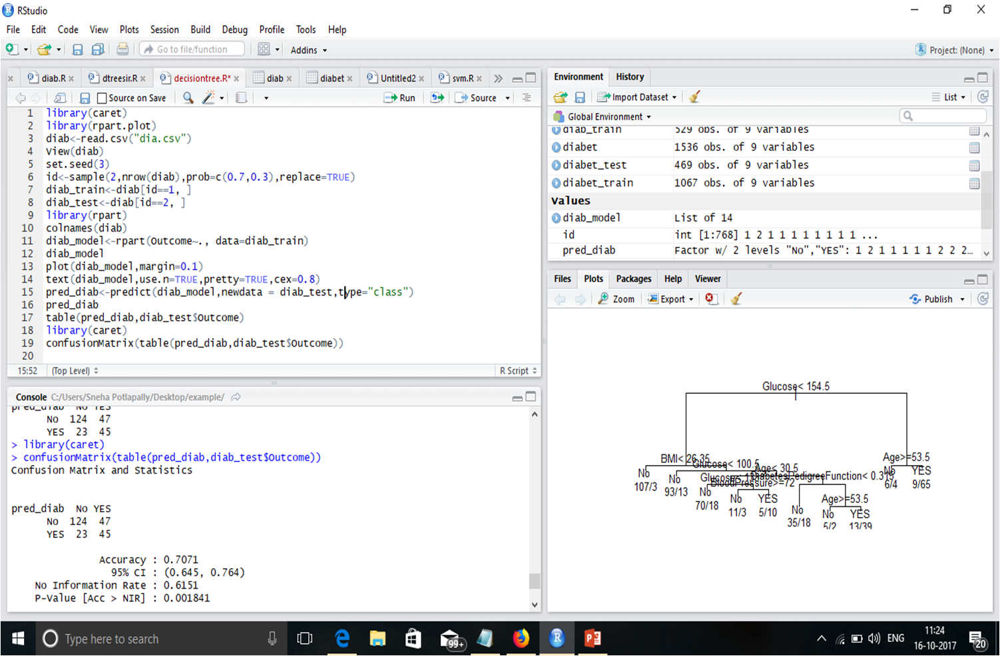 RStudio
File Edit Code View Plots Session Build Debug Profile Tools Help
Go to file/function Addins Project: (None)
diab.R dtreesir.R decisiontree.R* diab diabet Untitled2 svm.R
Source on Save Run Source
1 library(caret)
2 library(rpart.plot)
3 diab<-read.csv("dia.csv")
4 View(diab)
5 set.seed(3)
6 id<-sample(2,nrow(diab),prob=c(0.7,0.3),replace=TRUE)
7 diab_train<-diab[id==1, ]
8 diab_test<-diab[id==2, ]
9 library(rpart)
10 colnames(diab)
11 diab_model<-rpart(Outcome~., data=diab_train)
12 diab_model
13 plot(diab_model,margin=0.1)
14 text(diab_model,use.n=TRUE,pretty=TRUE,cex=0.8)
15 pred_diab<-predict(diab_model,newdata = diab_test,type="class")
16 pred_diab
17 table(pred_diab,diab_test$Outcome)
18 library(caret)
19 confusionMatrix(table(pred_diab,diab_test$Outcome))
20
15:52 (Top Level) R Script
Console C:/Users/Sneha Potlapally/Desktop/example/
pred_diab No YES
No 124 47
YES 23 45
> library(caret)
> confusionMatrix(table(pred_diab,diab_test$Outcome))
Confusion Matrix and Statistics
pred_diab No YES
No 124 47
YES 23 45
Accuracy : 0.7071
95% CI : (0.645, 0.764)
No Information Rate : 0.6151
P-Value [Acc > NIR] : 0.001841
Environment History
Import Dataset List
Global Environment
diab_train 529 obs. of 9 variables
diabet 1536 obs. of 9 variables
diabet_test 469 obs. of 9 variables
diabet_train 1067 obs. of 9 variables
Values
diab_model List of 14
id int [1:768] 1 2 1 1 1 1 1 1 1 1 ...
pred_diab Factor w/ 2 levels "No","YES": 1 2 1 1 1 1 1 2 2 2...
Files Plots Packages Help Viewer
Zoom Export Publish
Glucose< 154.5
BMI< 26.35
Glucose< 100.5
Age< 30.5
Age>=53.5
No
107/3
No
93/13
Glucose<
DiabetesPedigreeFunction< 0.315
BloodPressure>=72
No
6/4
YES
9/65
No
70/18
No
11/3
YES
5/10
No
35/18
Age>=53.5
No
5/2
YES
13/39
Type here to search
99+
ENG
11:24
16-10-2017
20